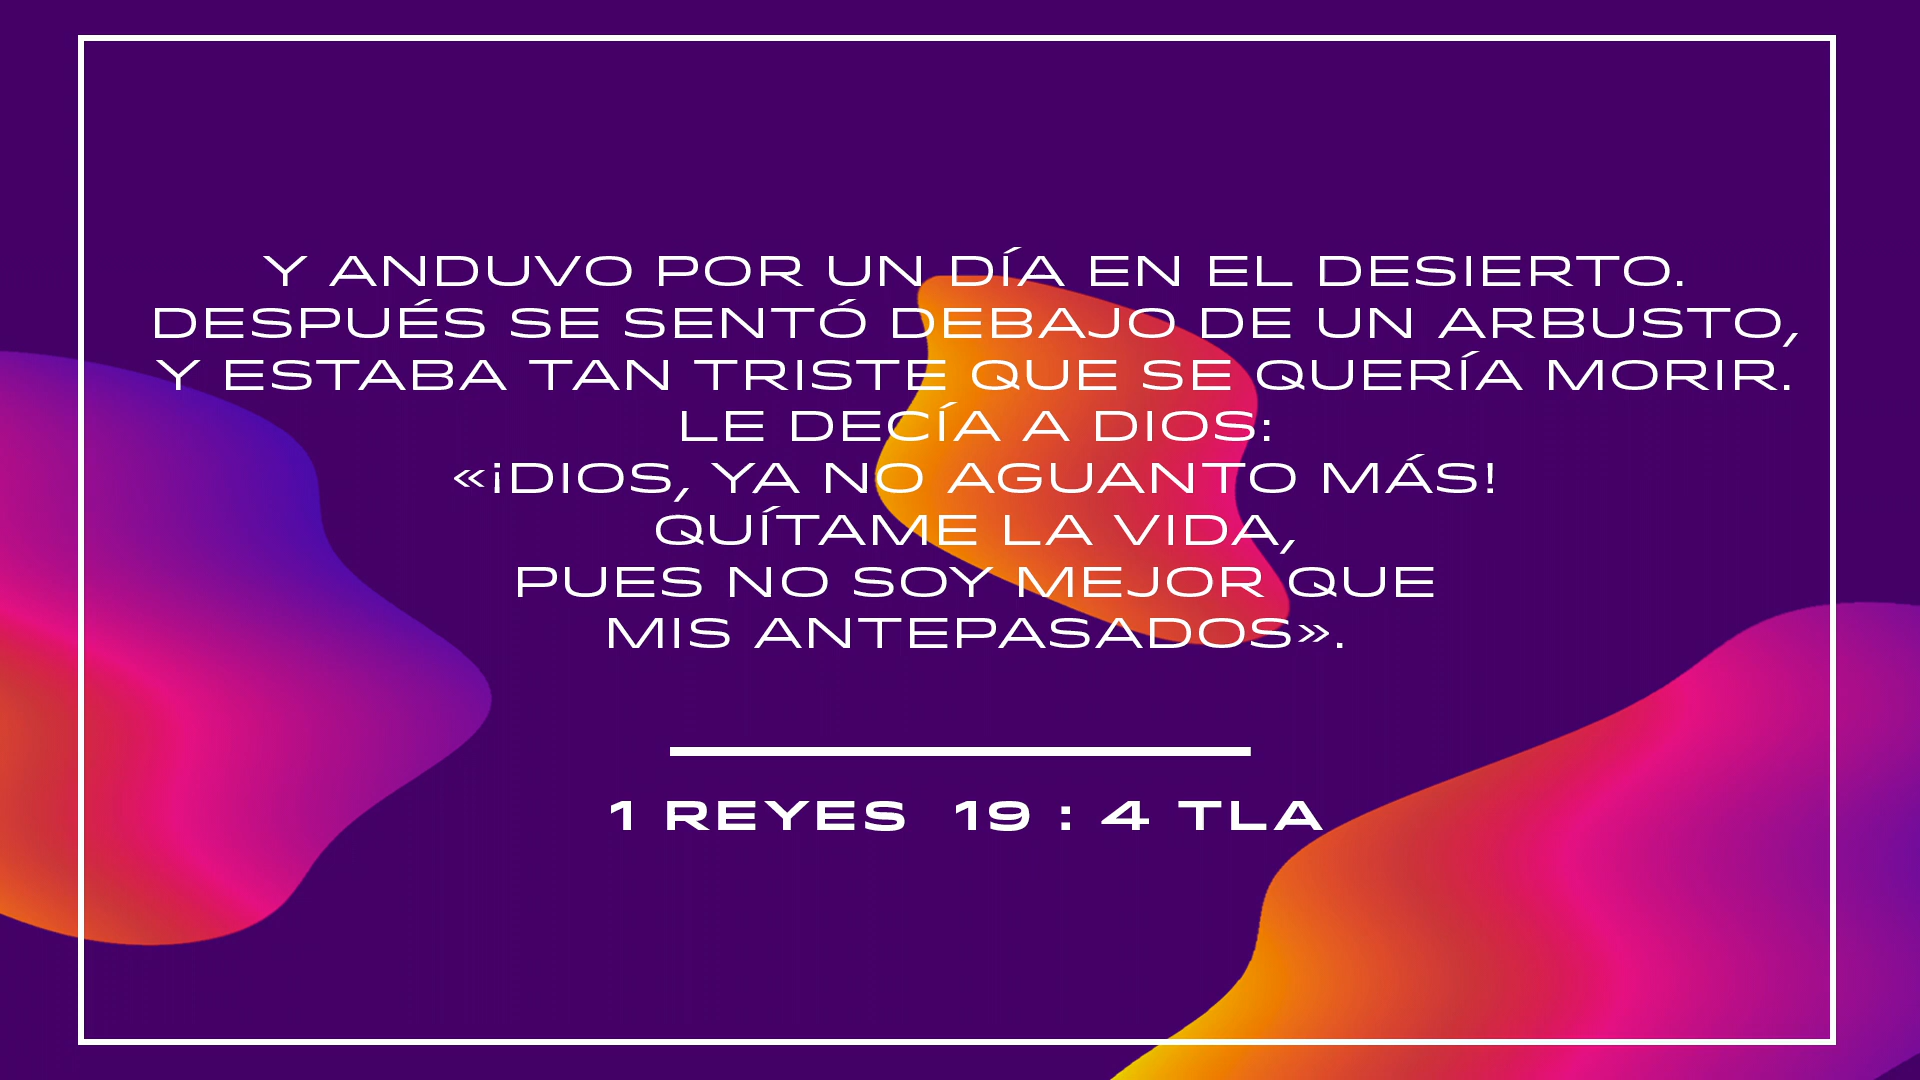 Y ANDUVO POR UN DÍA EN EL DESIERTO.
DESPUÉS SE SENTÓ DEBAJO DE UN ARBUSTO,
Y ESTABA TAN TRISTE QUE SE QUERÍA MORIR.
LE DECÍA A DIOS:
«¡DIOS, YA NO AGUANTO MÁS!
QUÍTAME LA VIDA,
PUES NO SOY MEJOR QUE
MIS ANTEPASADOS».
1 REYES 19 : 4 TLA